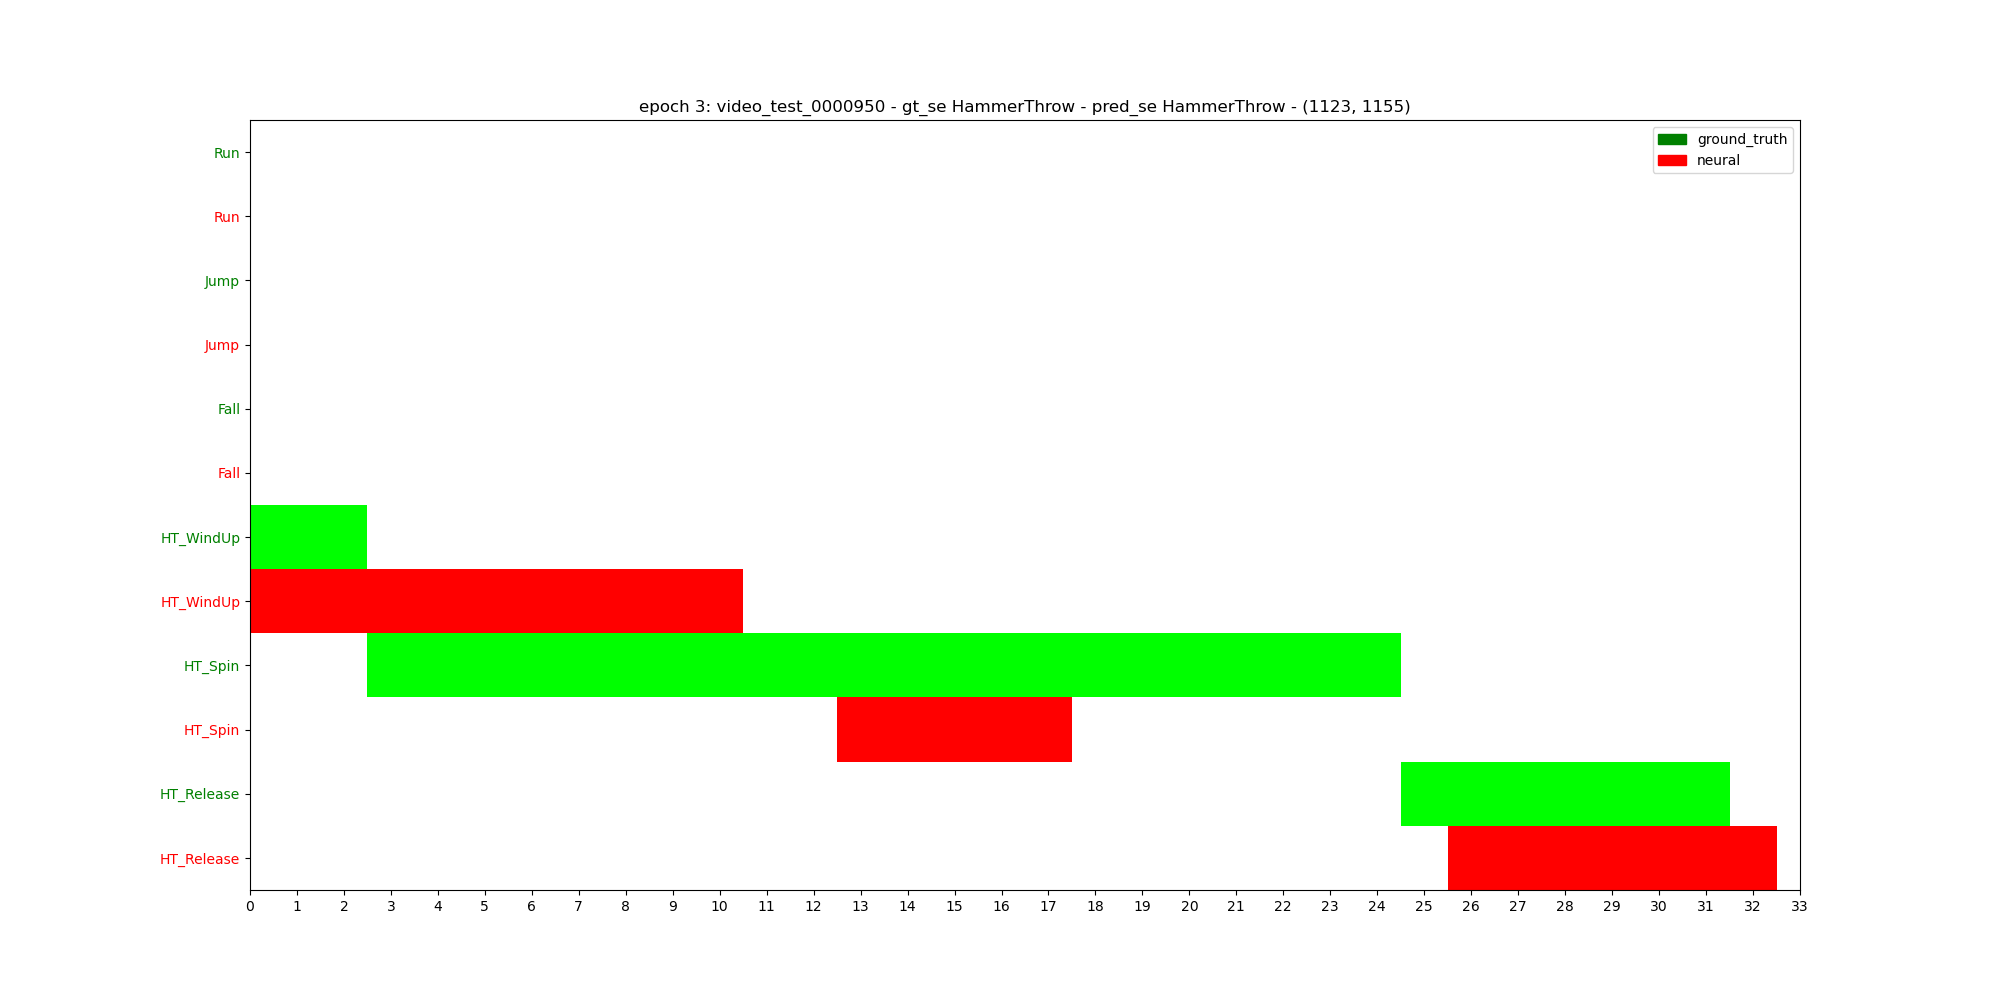 epoch 3: video_test_0000950 - gt_se HammerThrow - pred_se HammerThrow - (1123, 1155)
ground_truth
neural
Run
Run
Jump
Jump
Fall
Fall
HT_WindUp
HT_WindUp
HT_Spin
HT_Spin
HT_Release
HT_Release
0 1 2 3 4 5 6 7 8 9 10 11 12 13 14 15 16 17 18 19 20 21 22 23 24 25 26 27 28 29 30 31 32 33